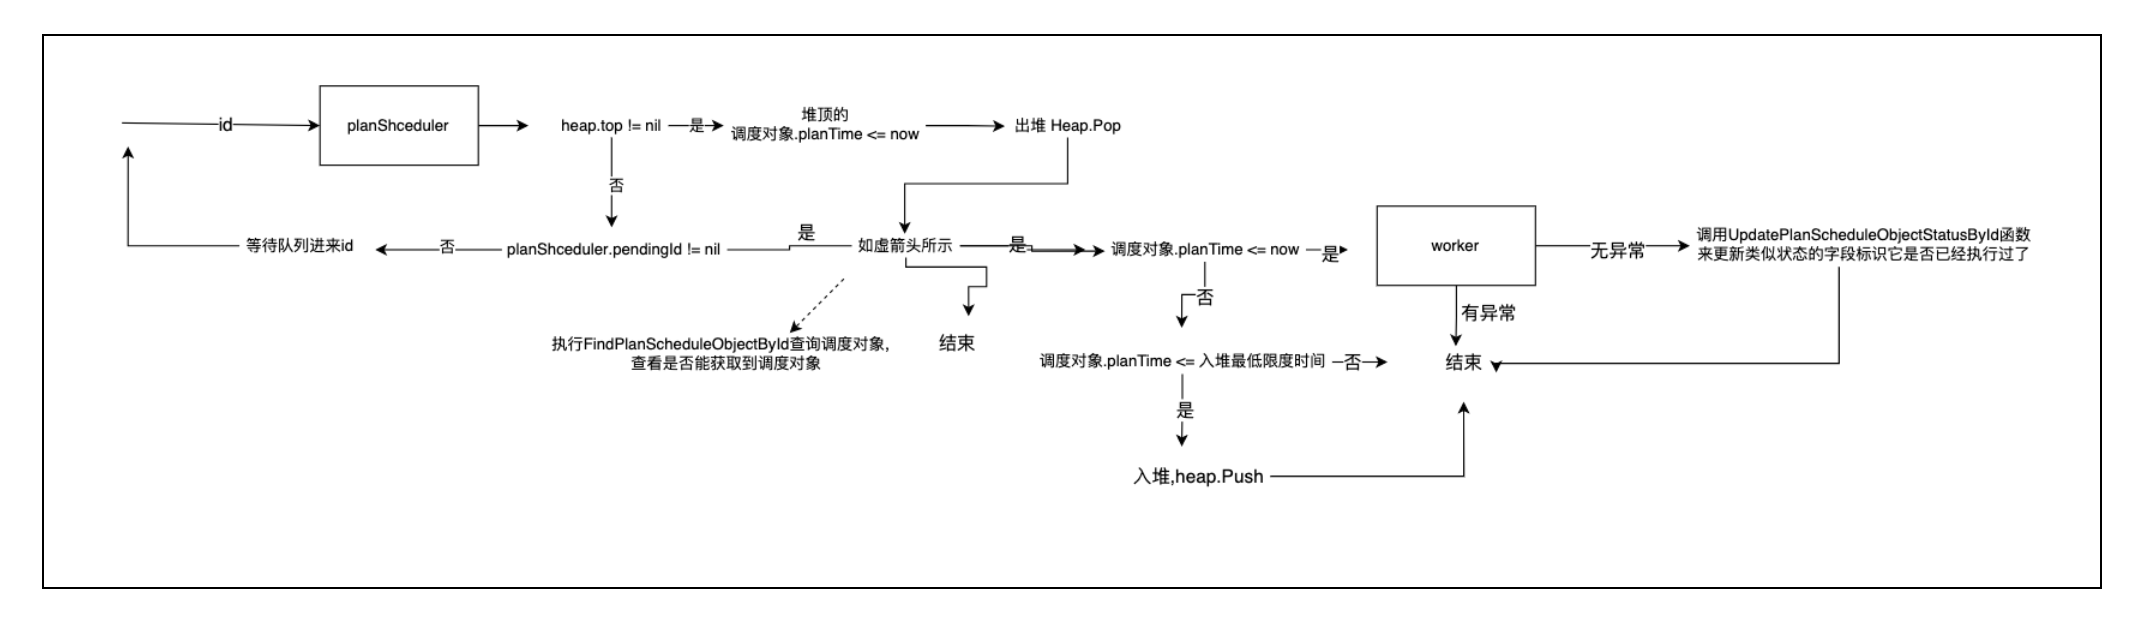 id
planShceduler
heap.top != nil
是
堆顶的
调度对象.planTime <= now
出堆 Heap.Pop
否
等待队列进来id
否
planShceduler.pendingId != nil
是
如虚箭头所示
是
调度对象.planTime <= now
是
worker
无异常
调用UpdatePlanScheduleObjectStatusById函数
来更新类似状态的字段标识它是否已经执行过了
否
有异常
执行FindPlanScheduleObjectById查询调度对象,
查看是否能获取到调度对象
结束
调度对象.planTime <= 入堆最低限度时间
否
结束
是
入堆,heap.Push